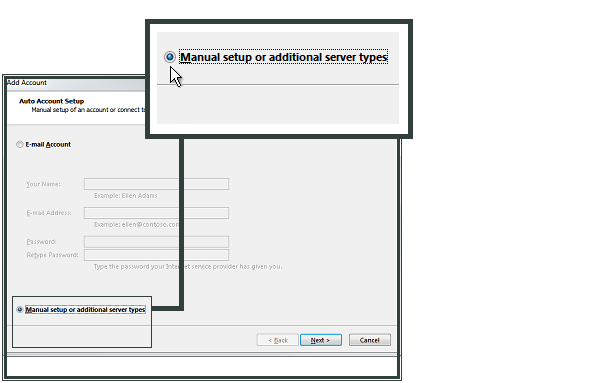 Manual setup or additional server types
Add Account
Auto Account Setup
Manual setup of an account or connect to
E-mail Account
Your Name:
Example: Ellen Adams
E-mail Address:
Example: ellen@contoso.com
Password:
Retype Password:
Type the password your Internet service provider has given you.
Manual setup or additional server types
< Back Next > Cancel